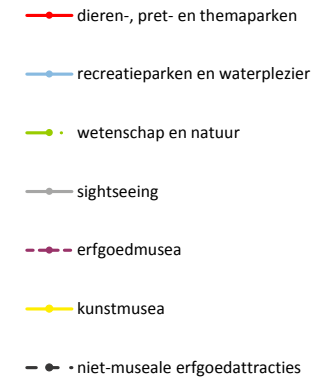 dieren-, pret- en themaparken
recreatieparken en waterplezier
wetenschap en natuur
sightseeing
erfgoedmusea
kunstmusea
niet-museale erfgoedattracties